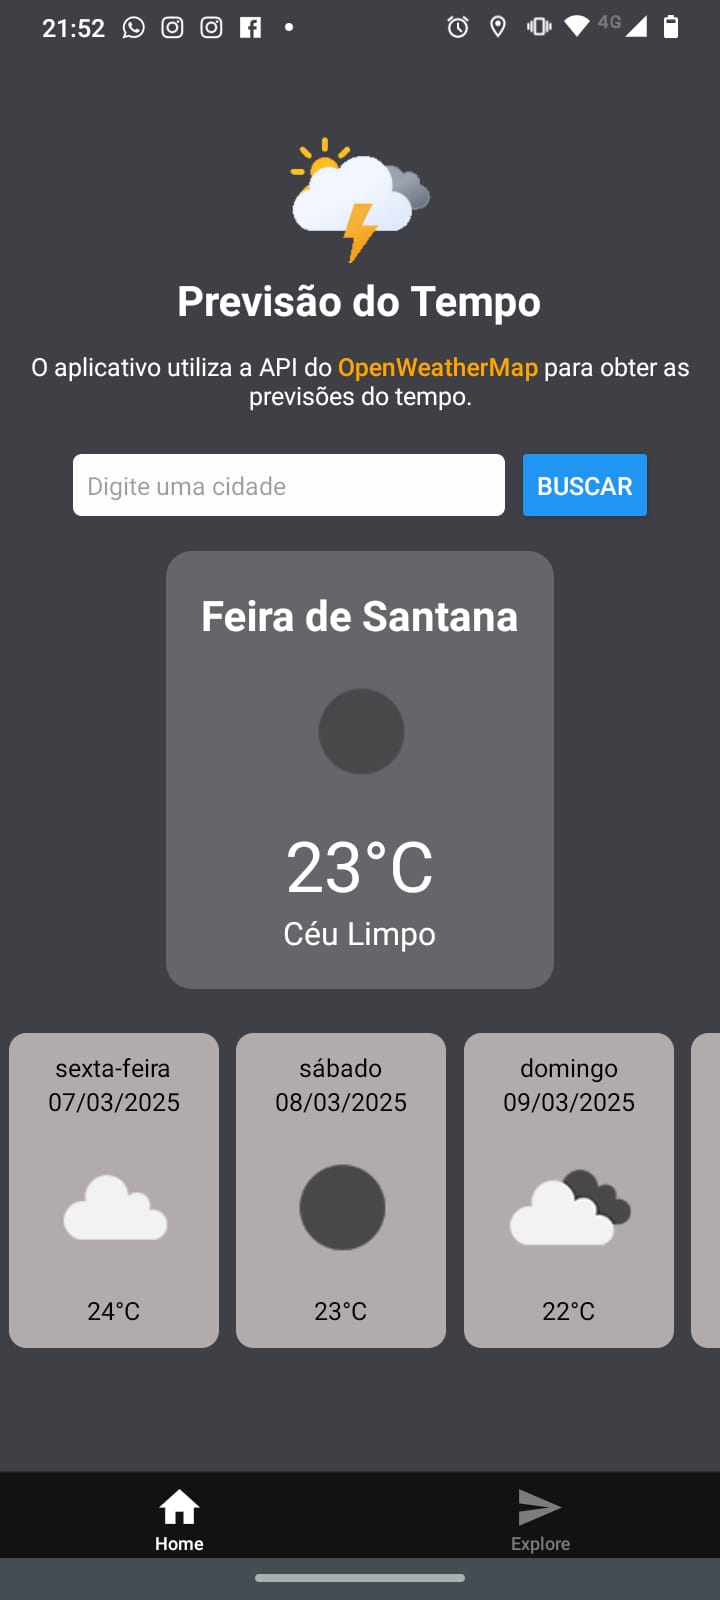 21:52
4G
Previsão do Tempo
O aplicativo utiliza a API do OpenWeatherMap para obter as
previsões do tempo.
Digite uma cidade
BUSCAR
Feira de Santana
23°C
Céu Limpo
sexta-feira
07/03/2025
24°C
sábado
08/03/2025
23°C
domingo
09/03/2025
22°C
Home
Explore